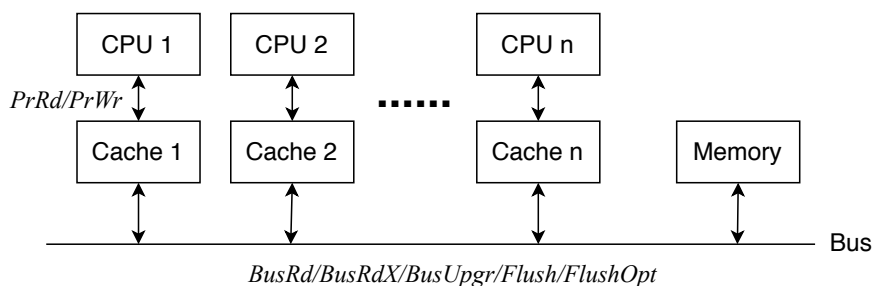 CPU 1
CPU 2
CPU n
PrRd/PrWr
Cache 1
Cache 2
Cache n
Memory
Bus
BusRd/BusRdX/BusUpgr/Flush/FlushOpt